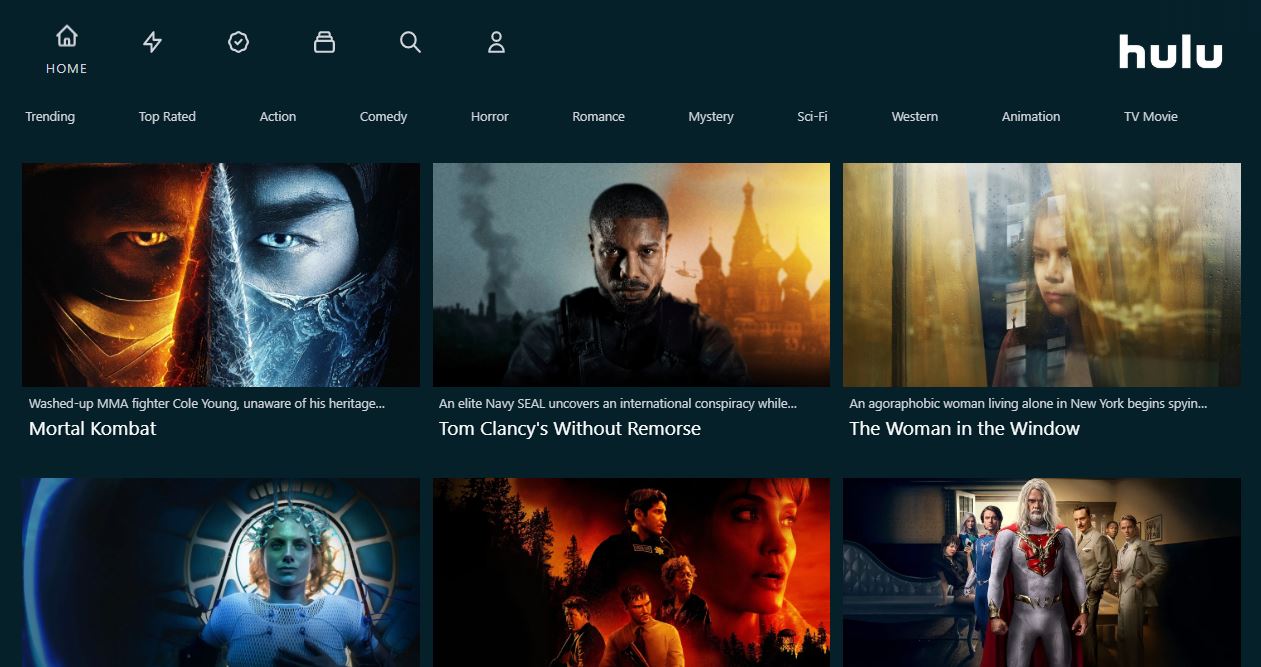 HOME
hulu
Trending Top Rated Action Comedy Horror Romance Mystery Sci-Fi Western Animation TV Movie
Washed-up MMA fighter Cole Young, unaware of his heritage...
Mortal Kombat
An elite Navy SEAL uncovers an international conspiracy while...
Tom Clancy's Without Remorse
An agoraphobic woman living alone in New York begins spyin...
The Woman in the Window